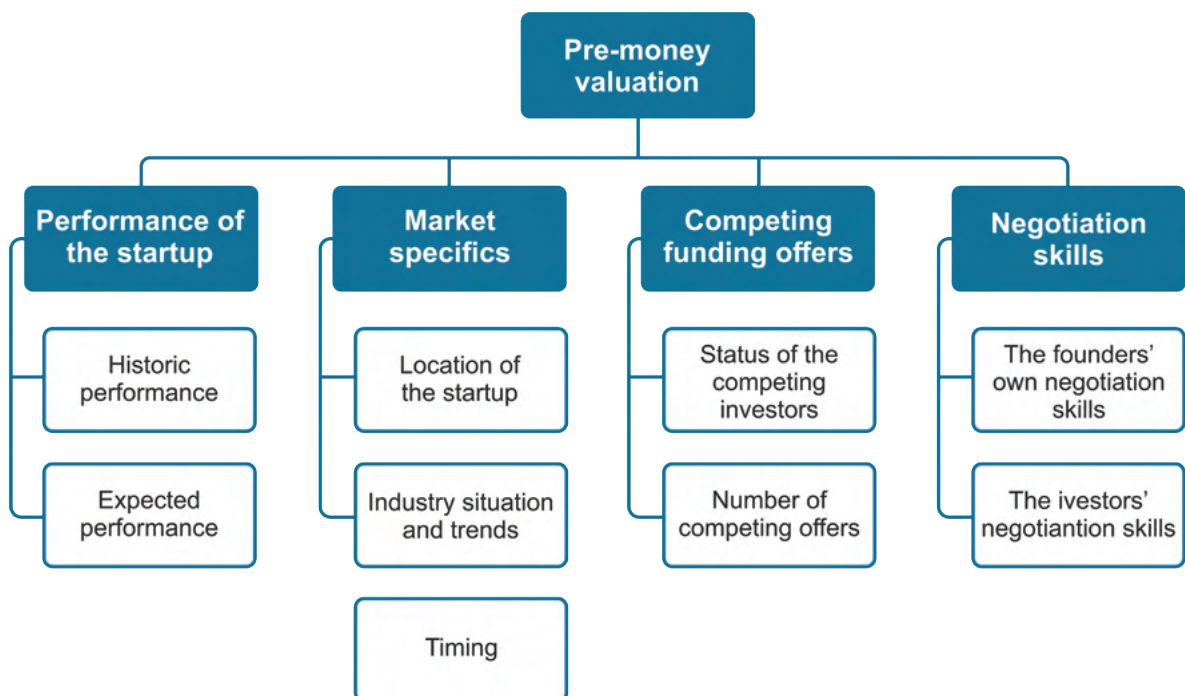 Pre-money
valuation
Performance of
the startup
Historic
performance
Expected
performance
Market
specifics
Location of
the startup
Industry situation
and trends
Timing
Competing
funding offers
Status of the
competing
investors
Number of
competing offers
Negotiation
skills
The founders’
own negotiation
skills
The ivestors’
negotiantion skills